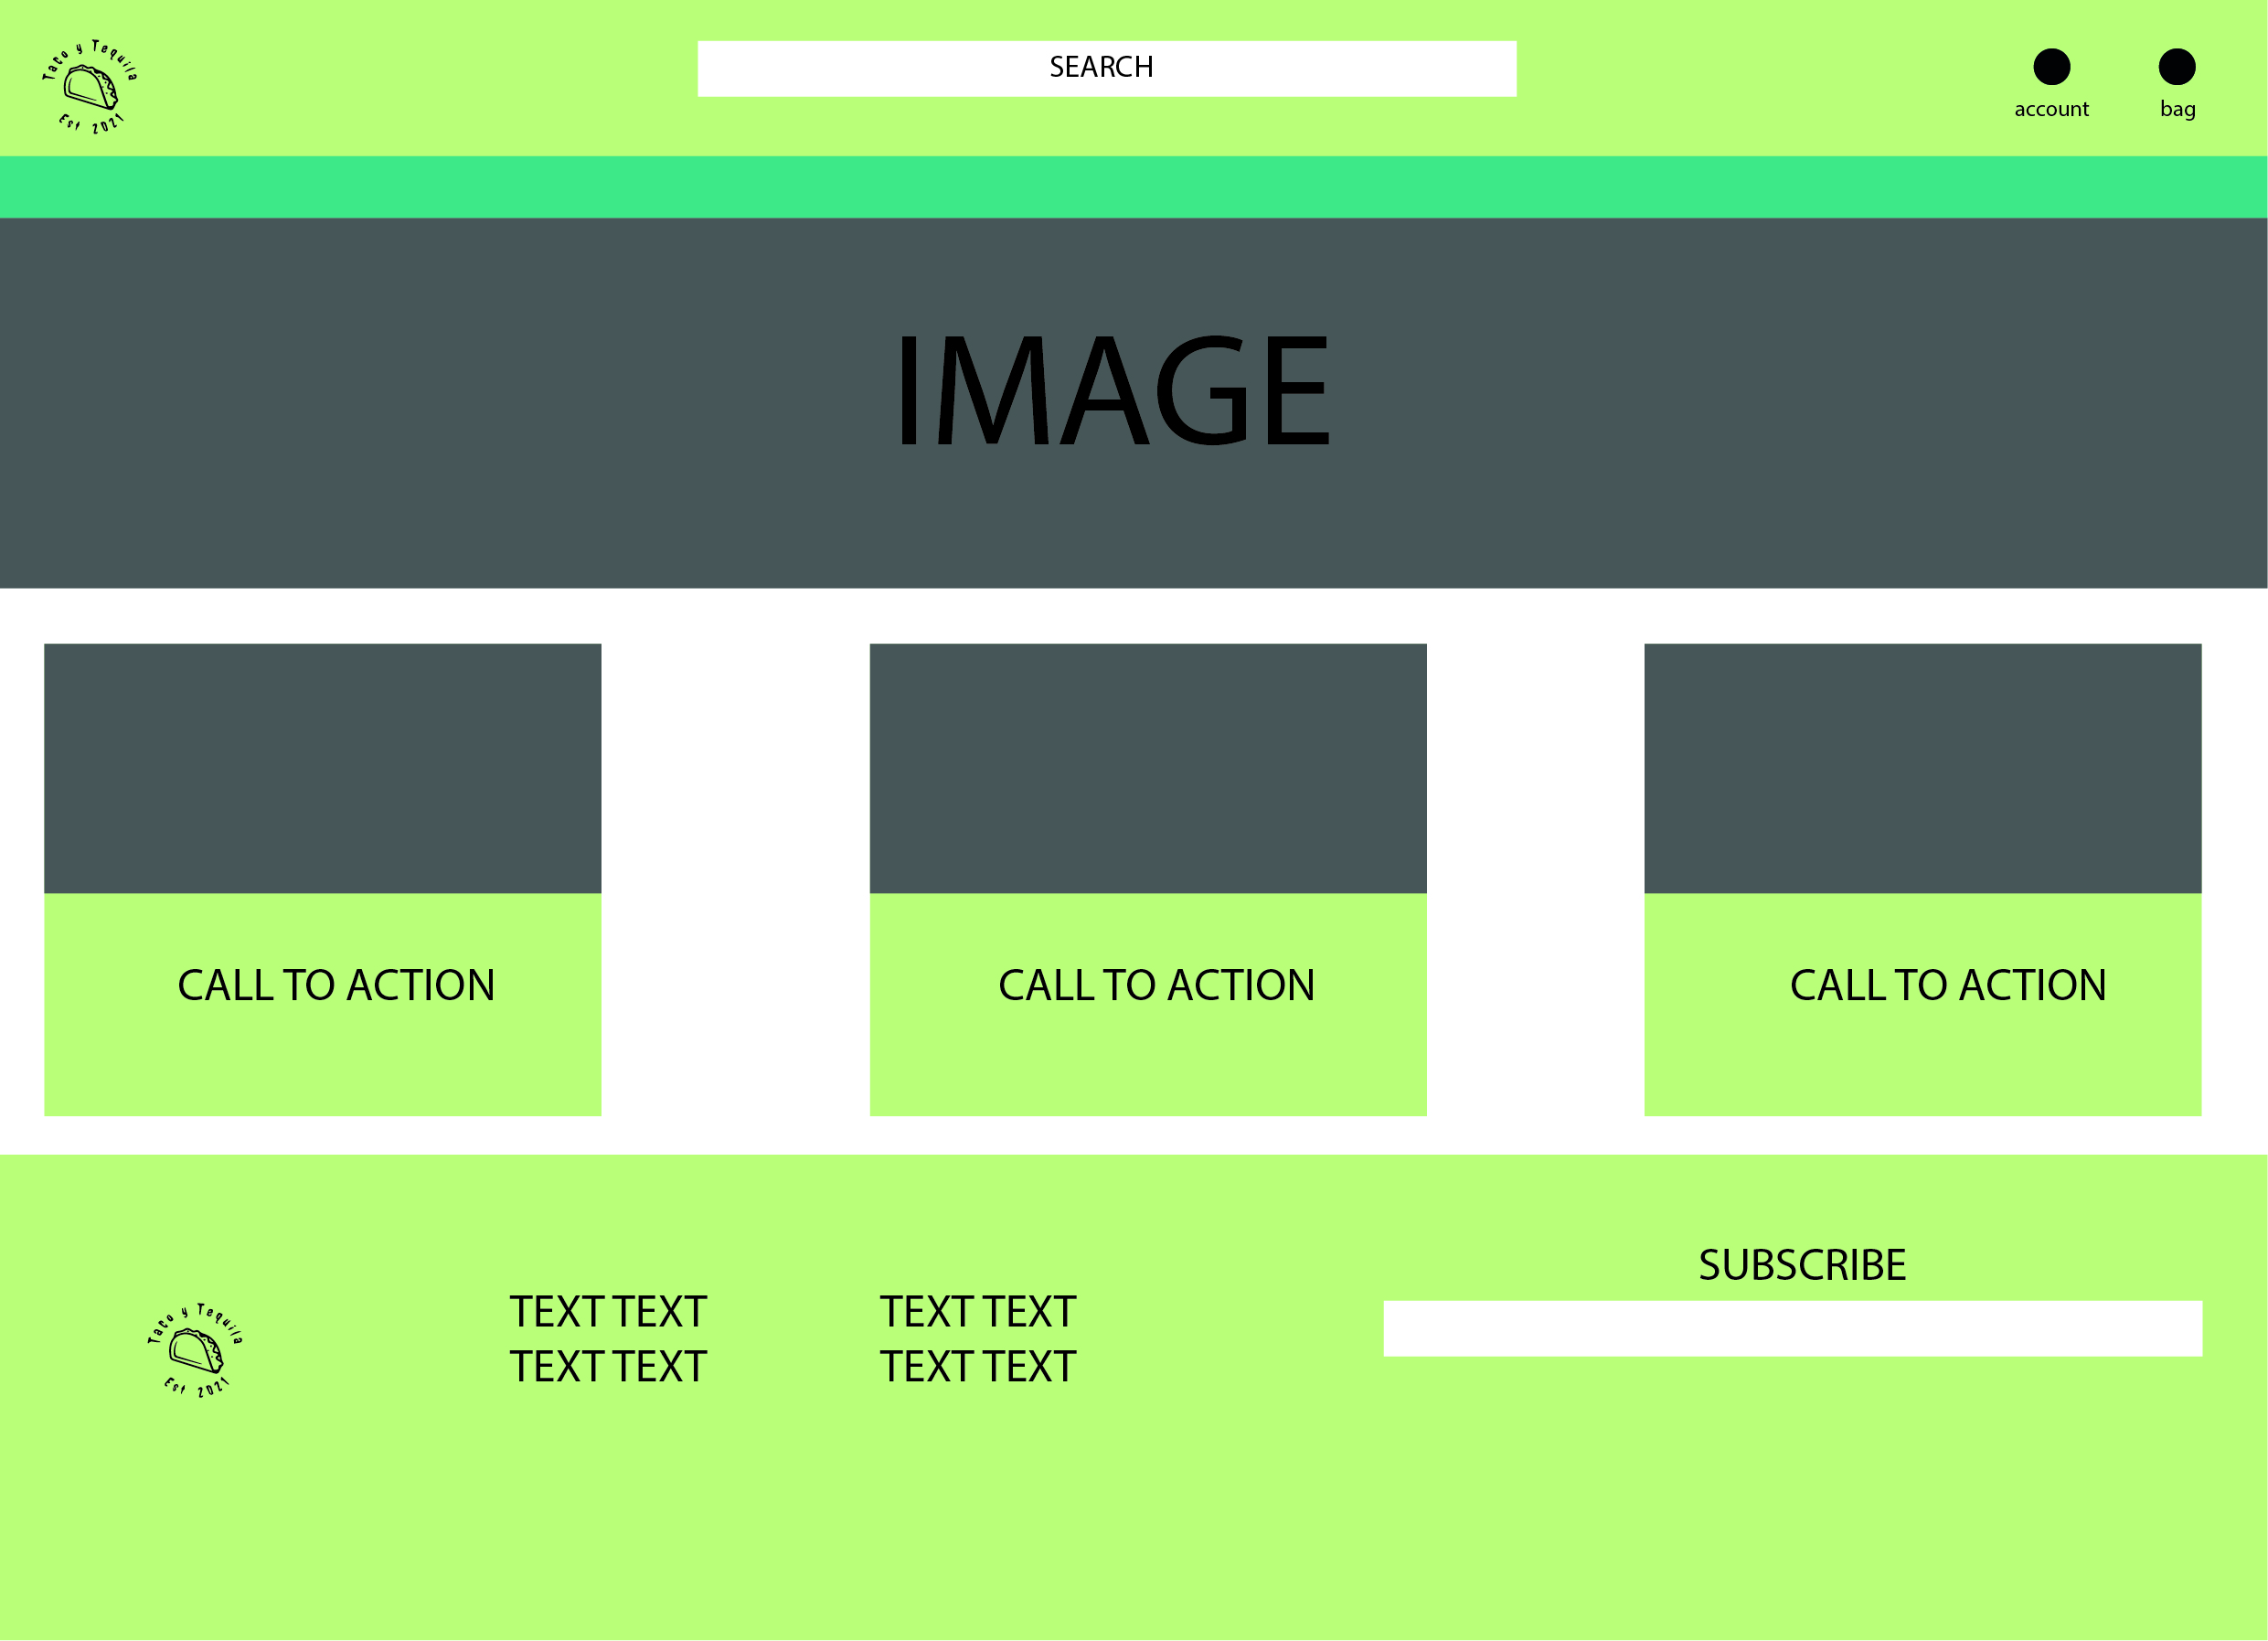 Taco y Tequila
Est 2021
SEARCH
account
bag
IMAGE
CALL TO ACTION
CALL TO ACTION
CALL TO ACTION
Taco y Tequila
Est 2021
TEXT TEXT
TEXT TEXT
TEXT TEXT
TEXT TEXT
SUBSCRIBE